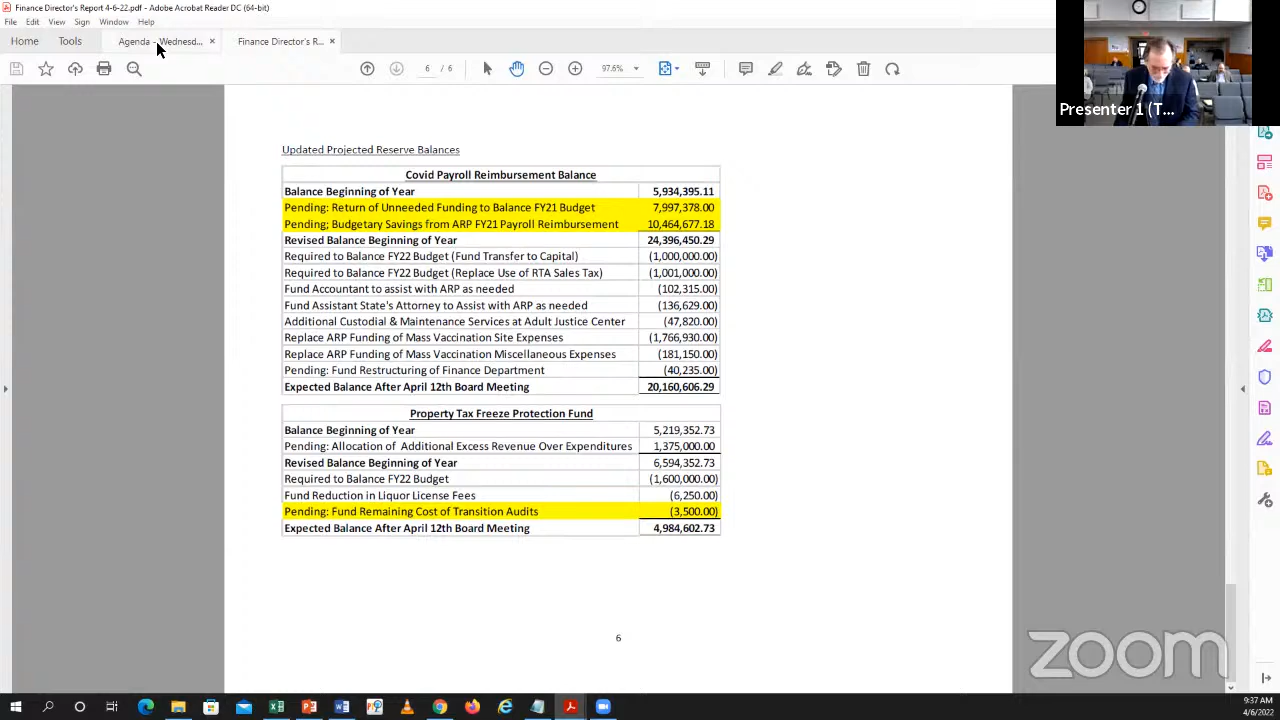 Finance Director's Report 4-6-22.pdf - Adobe Acrobat Reader DC (64-bit)
File Edit View Sign Window Help
Home Tools Agenda - Wednesd... × Finance Director's R... ×
6 / 6 97.6%
Presenter 1 (T...
Updated Projected Reserve Balances
Covid Payroll Reimbursement Balance
Balance Beginning of Year 5,934,395.11
Pending: Return of Unneeded Funding to Balance FY21 Budget 7,997,378.00
Pending; Budgetary Savings from ARP FY21 Payroll Reimbursement 10,464,677.18
Revised Balance Beginning of Year 24,396,450.29
Required to Balance FY22 Budget (Fund Transfer to Capital) (1,000,000.00)
Required to Balance FY22 Budget (Replace Use of RTA Sales Tax) (1,001,000.00)
Fund Accountant to assist with ARP as needed (102,315.00)
Fund Assistant State's Attorney to Assist with ARP as needed (136,629.00)
Additional Custodial & Maintenance Services at Adult Justice Center (47,820.00)
Replace ARP Funding of Mass Vaccination Site Expenses (1,766,930.00)
Replace ARP Funding of Mass Vaccination Miscellaneous Expenses (181,150.00)
Pending: Fund Restructuring of Finance Department (40,235.00)
Expected Balance After April 12th Board Meeting 20,160,606.29
Property Tax Freeze Protection Fund
Balance Beginning of Year 5,219,352.73
Pending: Allocation of Additional Excess Revenue Over Expenditures 1,375,000.00
Revised Balance Beginning of Year 6,594,352.73
Required to Balance FY22 Budget (1,600,000.00)
Fund Reduction in Liquor License Fees (6,250.00)
Pending: Fund Remaining Cost of Transition Audits (3,500.00)
Expected Balance After April 12th Board Meeting 4,984,602.73
6
zoom
9:37 AM
4/6/2022